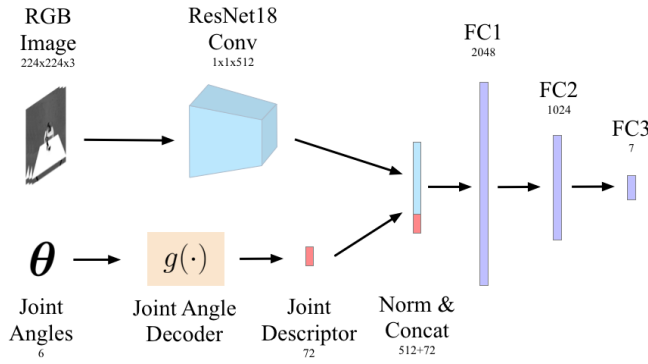 RGB
Image
224x224x3
ResNet18
Conv
1x1x512
FC1
2048
FC2
1024
FC3
7
θ
g(·)
Joint
Angles
6
Joint Angle
Decoder
Joint
Descriptor
72
Norm &
Concat
512+72